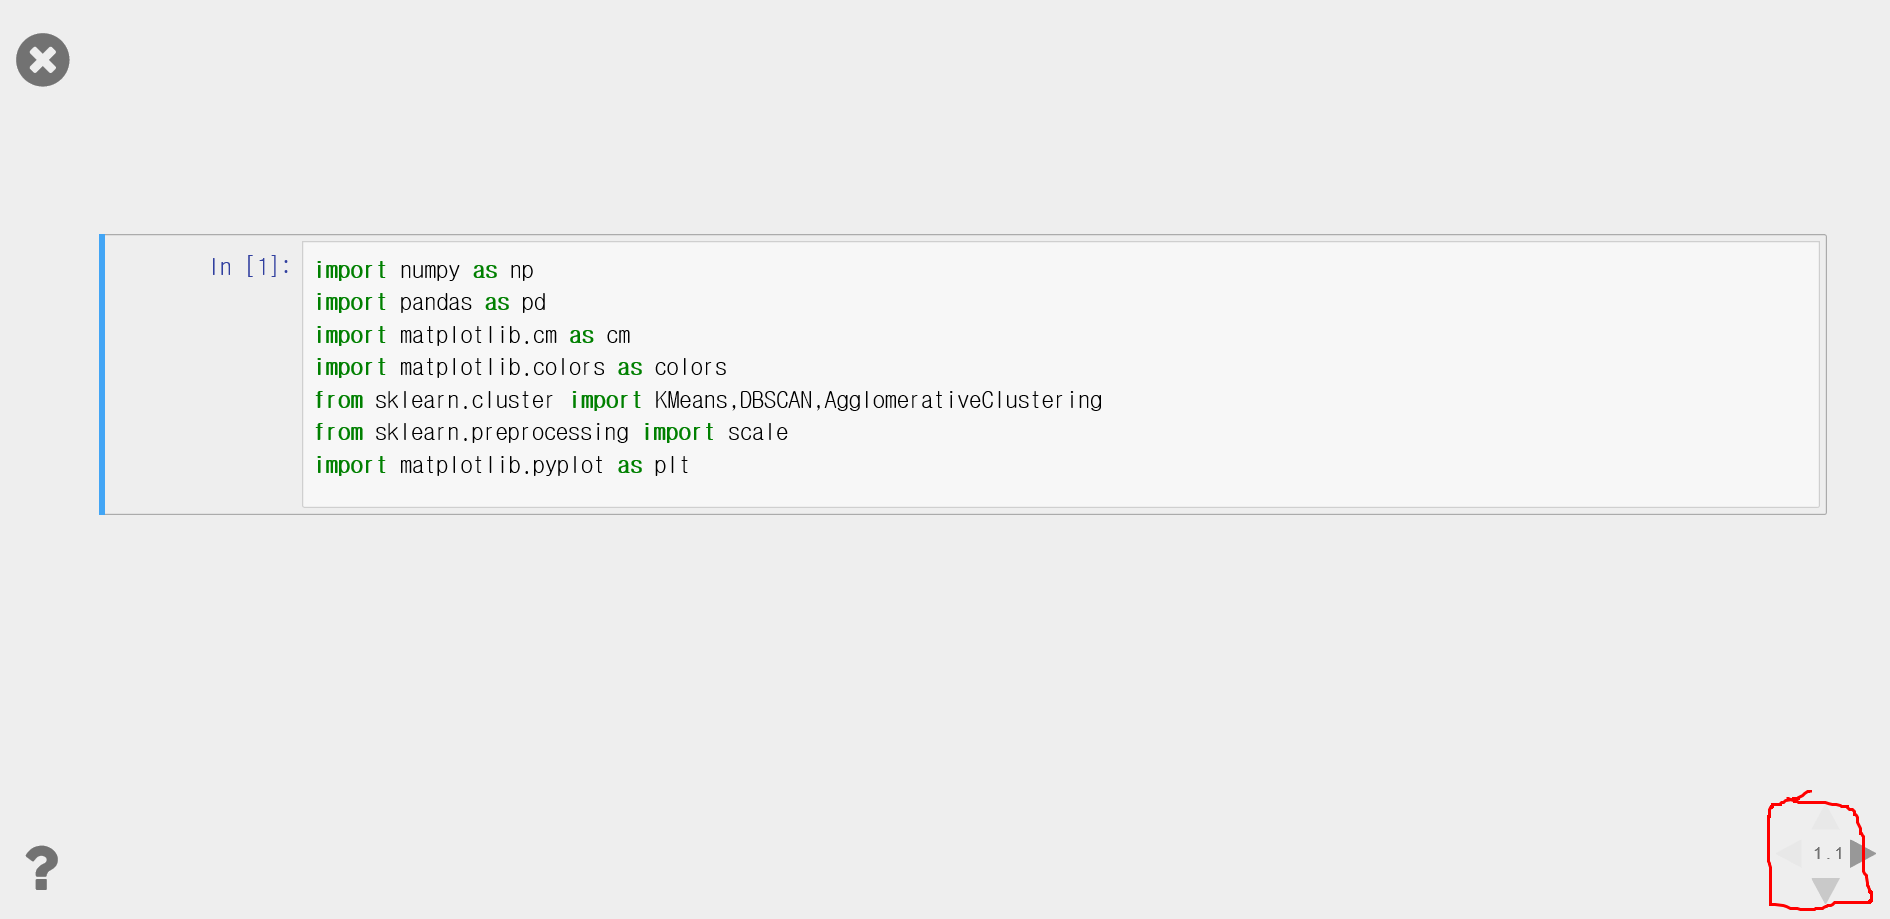 In [1]:
import numpy as np
import pandas as pd
import matplotlib.cm as cm
import matplotlib.colors as colors
from sklearn.cluster import KMeans,DBSCAN,AgglomerativeClustering
from sklearn.preprocessing import scale
import matplotlib.pyplot as plt
1.1
?